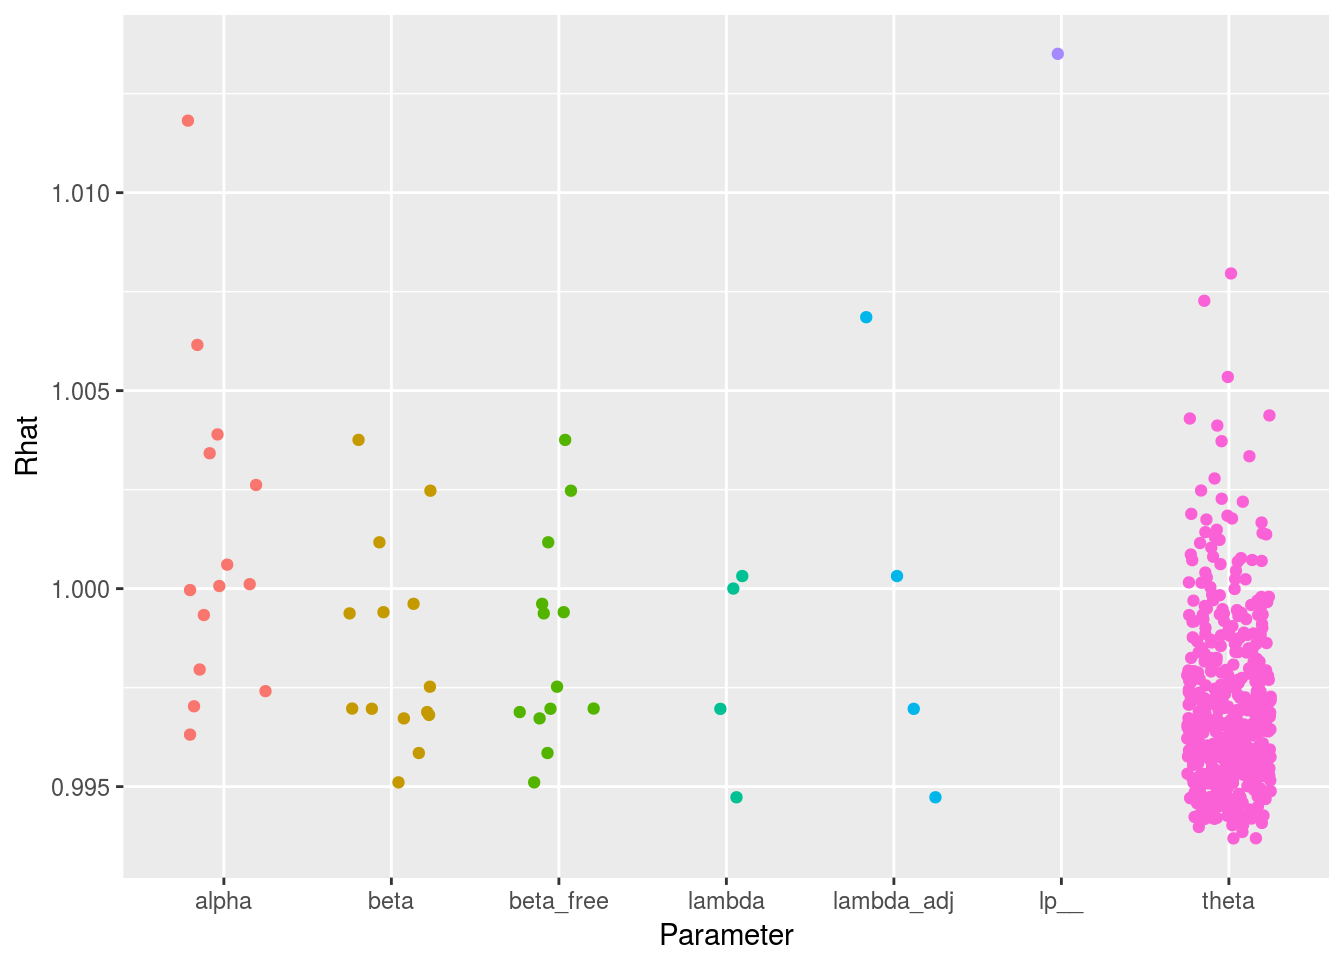 Rhat
1.010
1.005
1.000
0.995
alpha beta beta_free lambda lambda_adj lp__ theta
Parameter